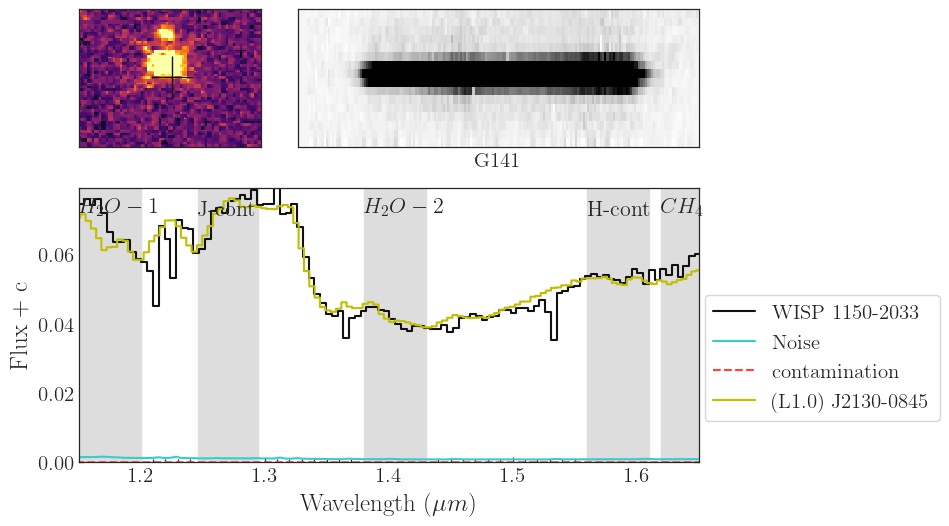 G141
H₂O − 1
J-cont
H₂O − 2
H-cont
CH₄
0.06
0.04
0.02
0.00
Flux + c
1.2
1.3
1.4
1.5
1.6
Wavelength (μm)
WISP 1150-2033
Noise
contamination
(L1.0) J2130-0845